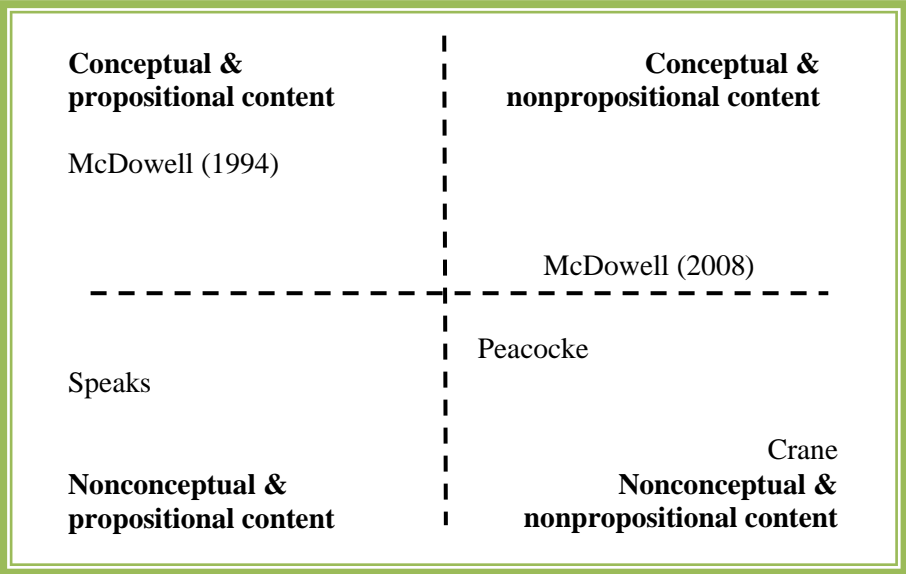 Conceptual &
propositional content
Conceptual &
nonpropositional content
McDowell (1994)
McDowell (2008)
Peacocke
Speaks
Crane
Nonconceptual &
propositional content
Nonconceptual &
nonpropositional content